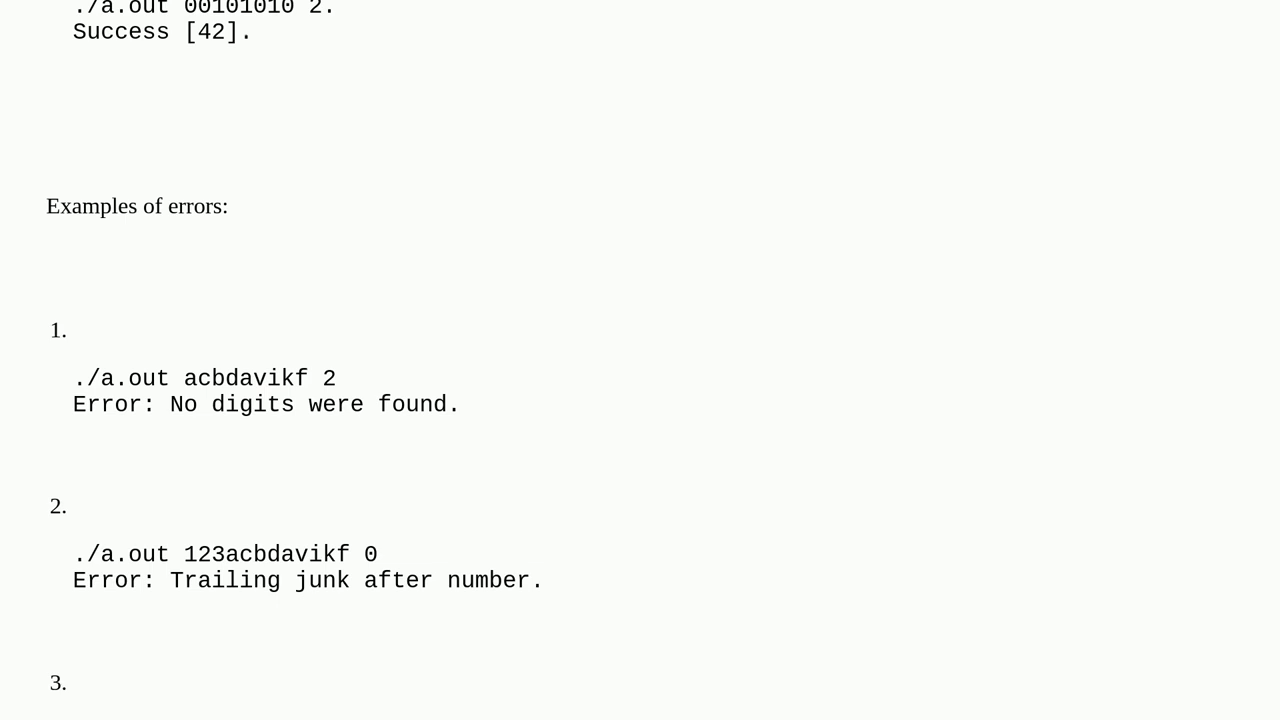 ./a.out 00101010 2.
Success [42].
Examples of errors:
1.
./a.out acbdavikf 2
Error: No digits were found.
2.
./a.out 123acbdavikf 0
Error: Trailing junk after number.
3.